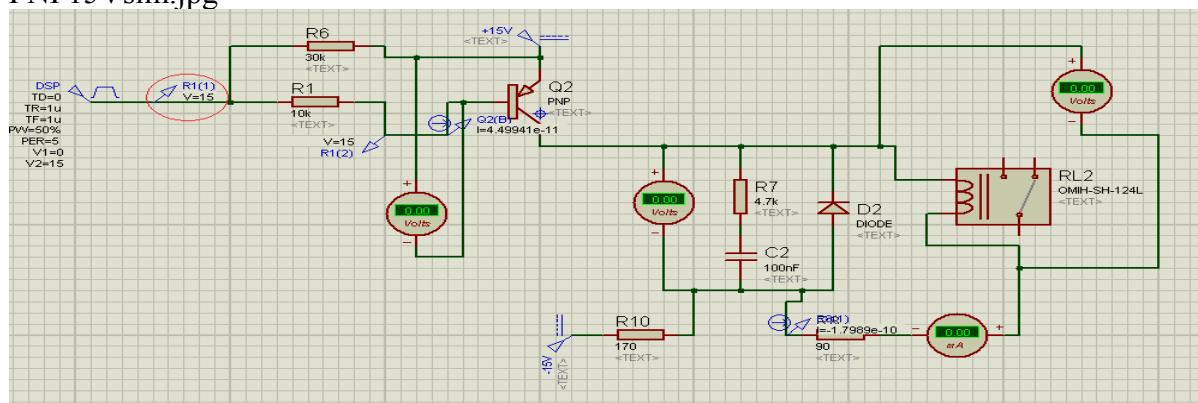 PNP15Vsim.jpg
R6
30k
<TEXT>
+15V
<TEXT>
DSP
TD=0
TR=1u
TF=1u
PW=50%
PER=5
V1=0
V2=15
R1(1)
V=15
R1
10k
<TEXT>
V=15
R1(2)
Q2(B)
I=4.49941e-11
Q2
PNP
<TEXT>
+
0.00
Volts
-
+
0.00
Volts
-
R7
4.7k
<TEXT>
C2
100nF
<TEXT>
D2
DIODE
<TEXT>
+
0.00
Volts
-
RL2
OMIH-SH-124L
<TEXT>
-15V
<TEXT>
R10
170
<TEXT>
I=-1.7989e-10
90
<TEXT>
-
0.00
mA
+